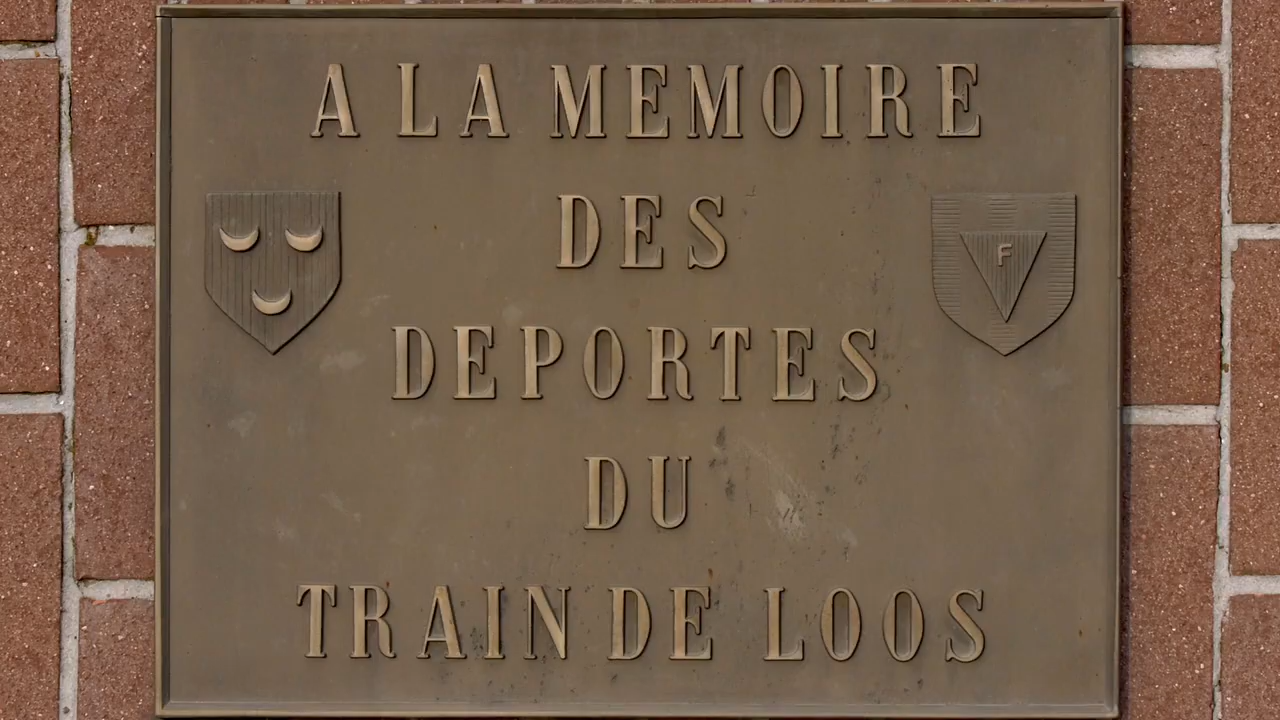 A LA MEMOIRE
DES
F
DEPORTES
DU
TRAIN DE LOOS